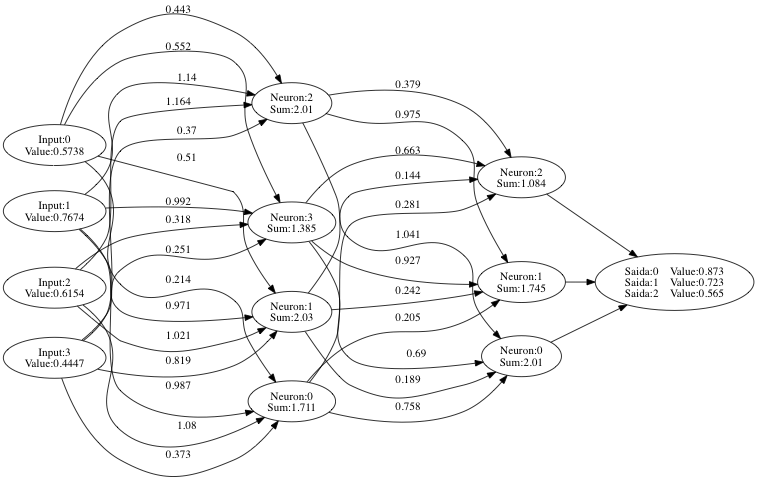 0.443
0.552
1.14
1.164
0.37
0.51
0.992
0.318
0.251
0.214
0.971
1.021
0.819
0.987
1.08
0.373
Input:0
Value:0.5738
Input:1
Value:0.7674
Input:2
Value:0.6154
Input:3
Value:0.4447
Neuron:2
Sum:2.01
Neuron:3
Sum:1.385
Neuron:1
Sum:2.03
Neuron:0
Sum:1.711
0.379
0.975
0.663
0.144
0.281
1.041
0.927
0.242
0.205
0.69
0.189
0.758
Neuron:2
Sum:1.084
Neuron:1
Sum:1.745
Neuron:0
Sum:2.01
Saida:0 Value:0.873
Saida:1 Value:0.723
Saida:2 Value:0.565